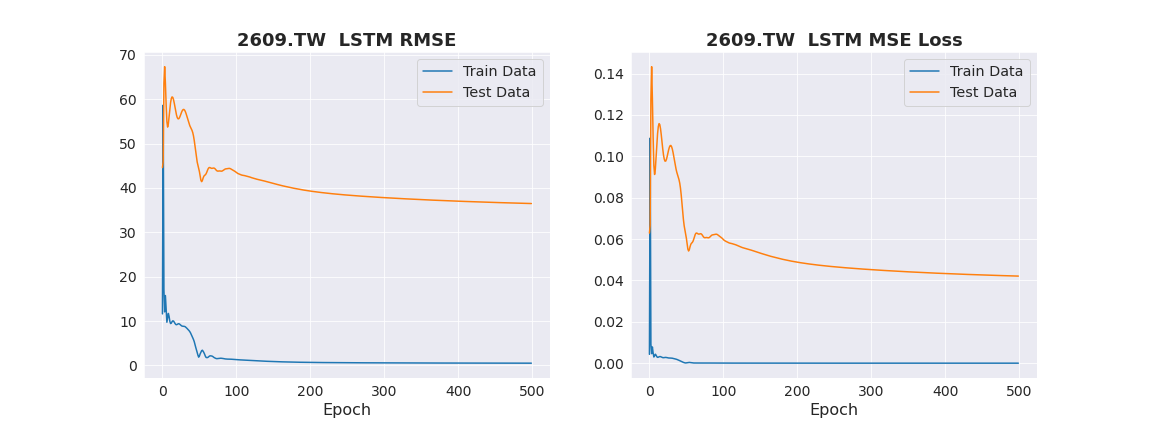 2609.TW  LSTM RMSE
70
60
50
40
30
20
10
0
0 100 200 300 400 500
Epoch
Train Data
Test Data
2609.TW  LSTM MSE Loss
0.14
0.12
0.10
0.08
0.06
0.04
0.02
0.00
0 100 200 300 400 500
Epoch
Train Data
Test Data